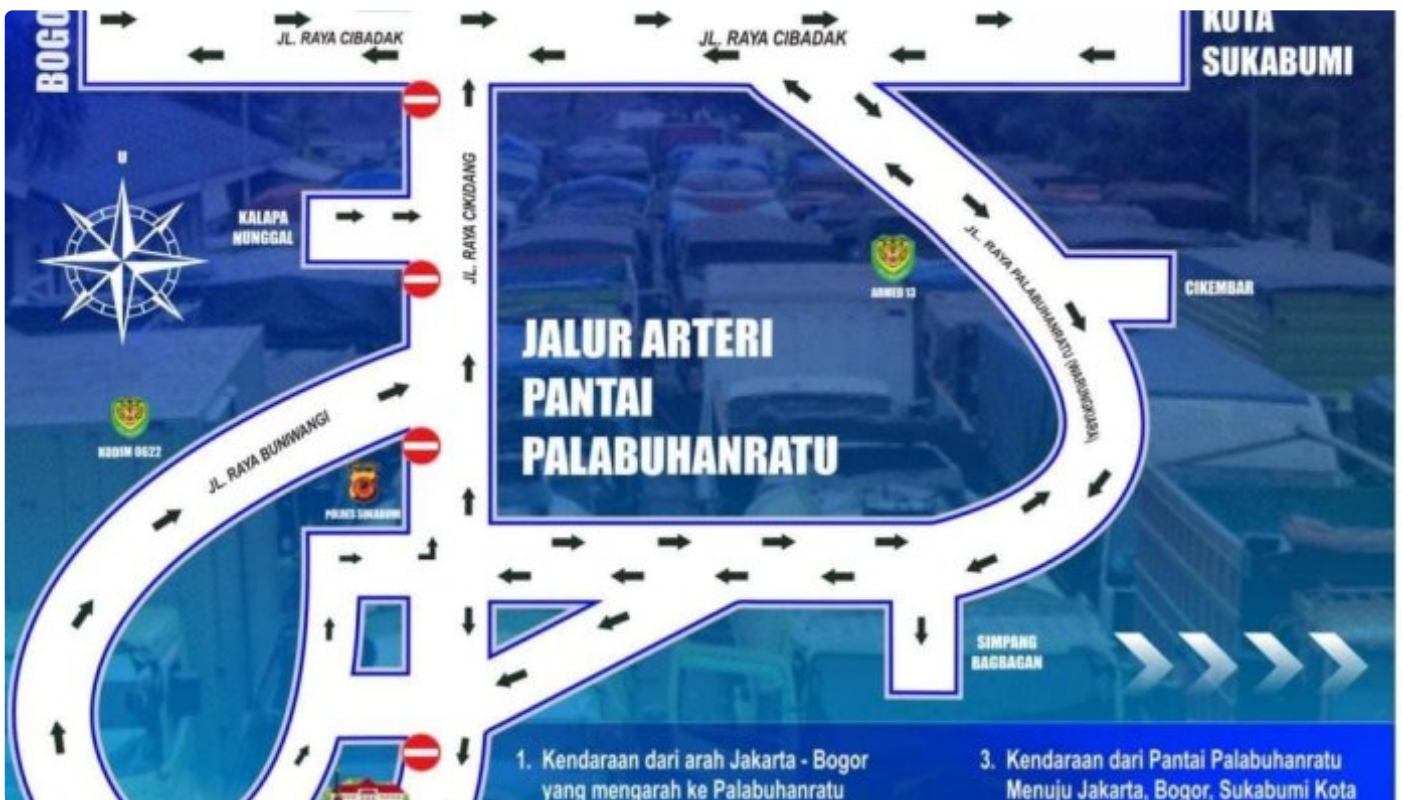 BOGO
JL. RAYA CIBADAK
JL. RAYA CIBADAK
KOTA
SUKABUMI
U
KALAPA
NUNGGAL
JL. RAYA CIKIDANG
ARMED 13
JL. RAYA PALABUHANRATU (WARUNGKIARA)
CIKEMBAR
JALUR ARTERI
PANTAI
PALABUHANRATU
KODIM 0622
JL. RAYA BUNIWANGI
POLRES SUKABUMI
SIMPANG
BAGBAGAN
1. Kendaraan dari arah Jakarta - Bogor
yang mengarah ke Palabuhanratu
3. Kendaraan dari Pantai Palabuhanratu
Menuju Jakarta, Bogor, Sukabumi Kota